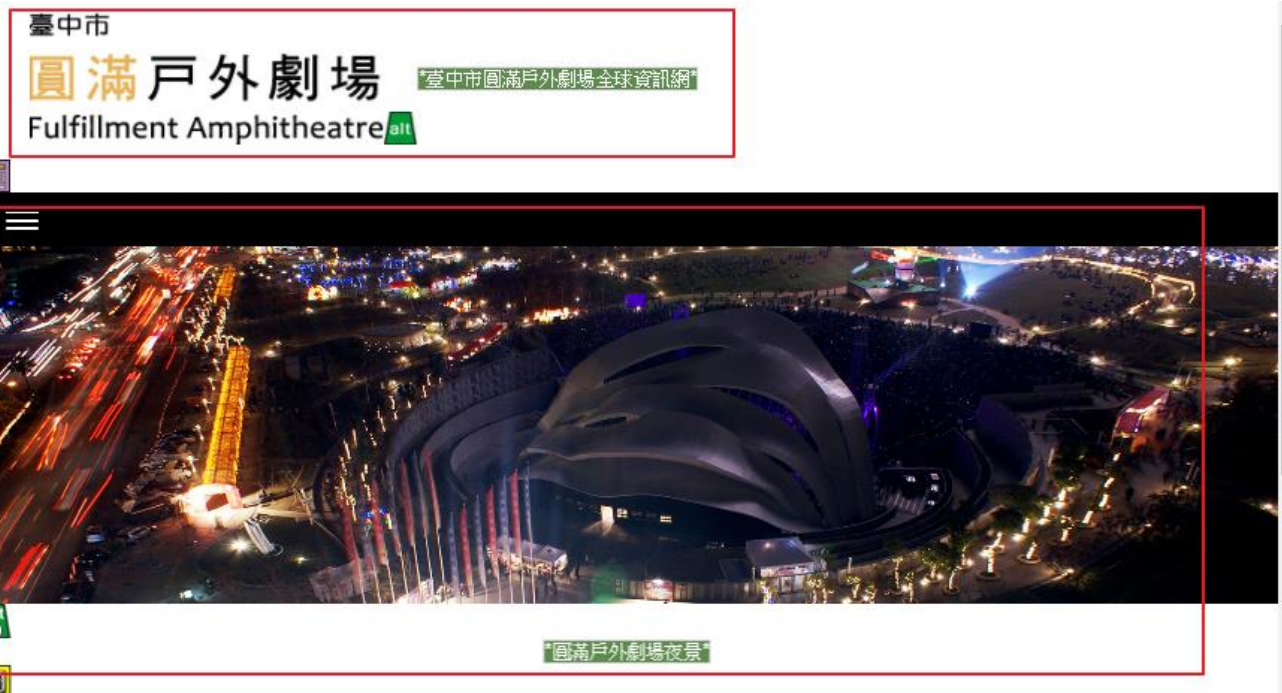 臺中市
圓滿戶外劇場
*臺中市圓滿戶外劇場全球資訊網*
Fulfillment Amphitheatre
alt
*圓滿戶外劇場夜景*